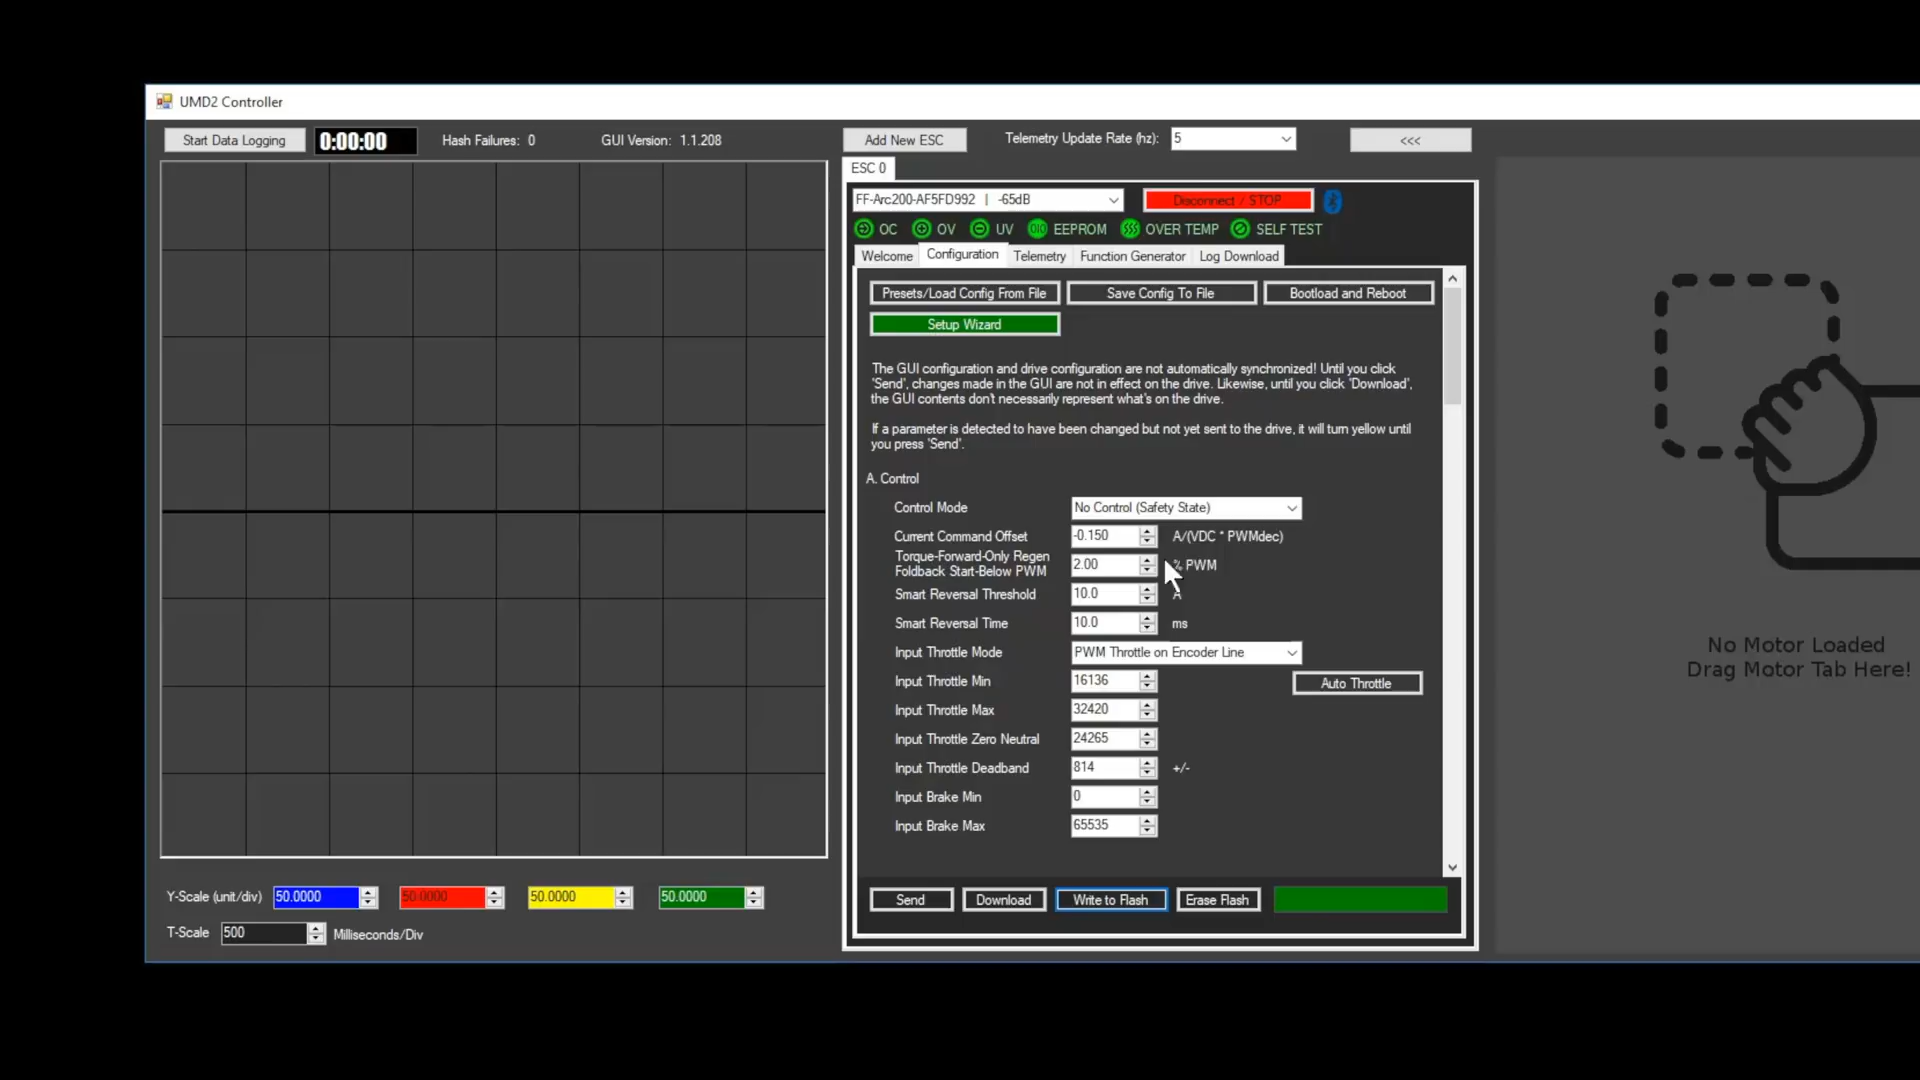 UMD2 Controller
Start Data Logging
0:00:00
Hash Failures: 0
GUI Version: 1.1.208
Add New ESC
Telemetry Update Rate (hz):
5
<<<
ESC 0
FF-Arc200-AF5FD992 | -65dB
Disconnect / STOP
OC
OV
UV
EEPROM
OVER TEMP
SELF TEST
Welcome
Configuration
Telemetry
Function Generator
Log Download
Presets/Load Config From File
Save Config To File
Bootload and Reboot
Setup Wizard
The GUI configuration and drive configuration are not automatically synchronized! Until you click
'Send', changes made in the GUI are not in effect on the drive. Likewise, until you click 'Download',
the GUI contents don't necessarily represent what's on the drive.
If a parameter is detected to have been changed but not yet sent to the drive, it will turn yellow until
you press 'Send'.
A. Control
Control Mode
No Control (Safety State)
Current Command Offset
-0.150
A/(VDC * PWMdec)
Torque-Forward-Only Regen
Foldback Start-Below PWM
2.00
% PWM
Smart Reversal Threshold
10.0
A
Smart Reversal Time
10.0
ms
Input Throttle Mode
PWM Throttle on Encoder Line
Input Throttle Min
16136
Auto Throttle
Input Throttle Max
32420
Input Throttle Zero Neutral
24265
Input Throttle Deadband
814
+/-
Input Brake Min
0
Input Brake Max
65535
Send
Download
Write to Flash
Erase Flash
Y-Scale (unit/div)
50.0000
50.0000
50.0000
50.0000
T-Scale
500
Milliseconds/Div
No Motor Loaded
Drag Motor Tab Here!